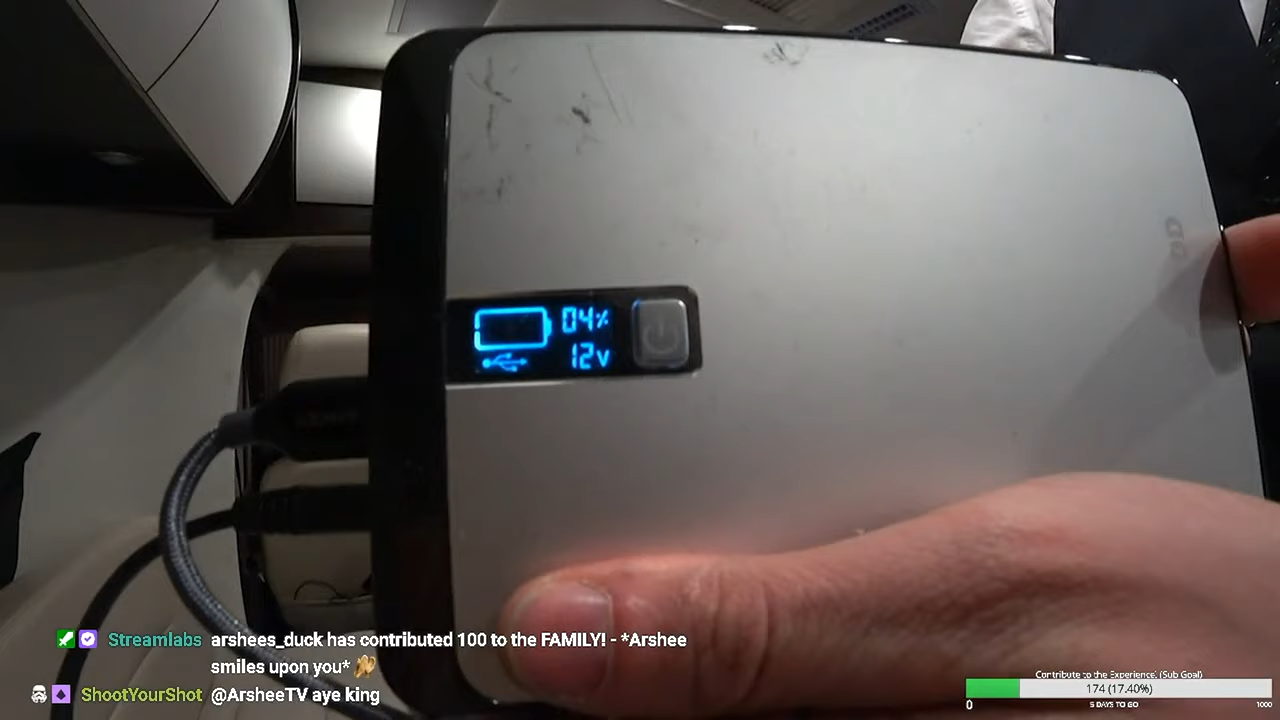 04%
12v
Streamlabs arshees_duck has contributed 100 to the FAMILY! - *Arshee
smiles upon you*
ShootYourShot @ArsheeTV aye king
Contribute to the Experience! (Sub Goal)
174 (17.40%)
0 5 DAYS TO GO 1000